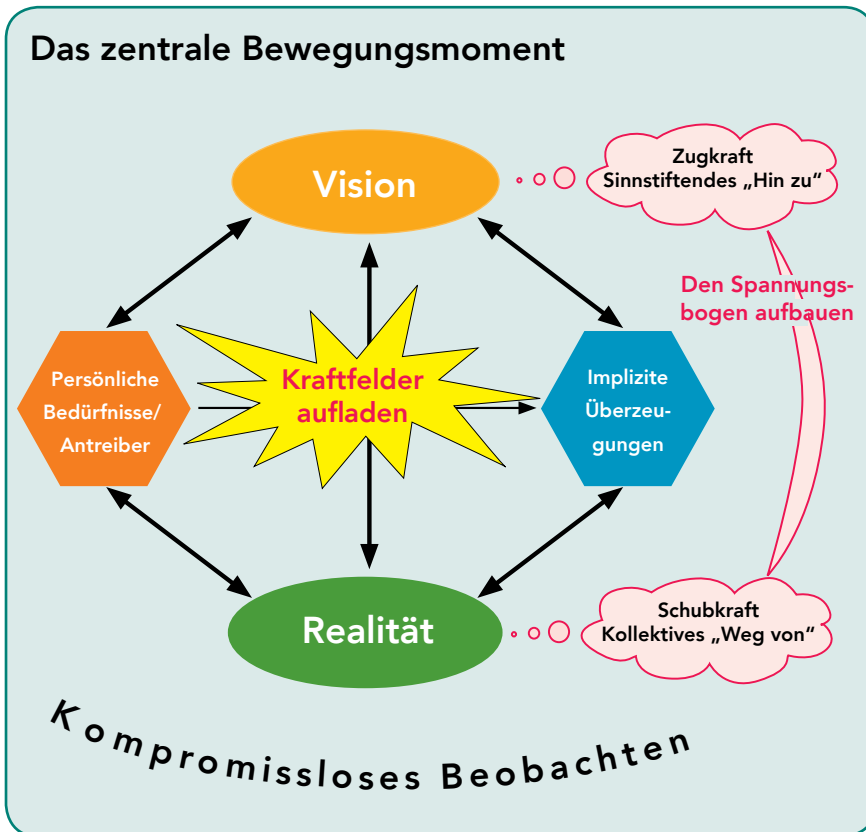 Das zentrale Bewegungsmoment
Vision
Zugkraft
Sinnstiftendes „Hin zu“
Den Spannungs-
bogen aufbauen
Persönliche
Bedürfnisse/
Antreiber
Kraftfelder
aufladen
Implizite
Überzeu-
gungen
Realität
Schubkraft
Kollektives „Weg von“
Kompromissloses Beobachten